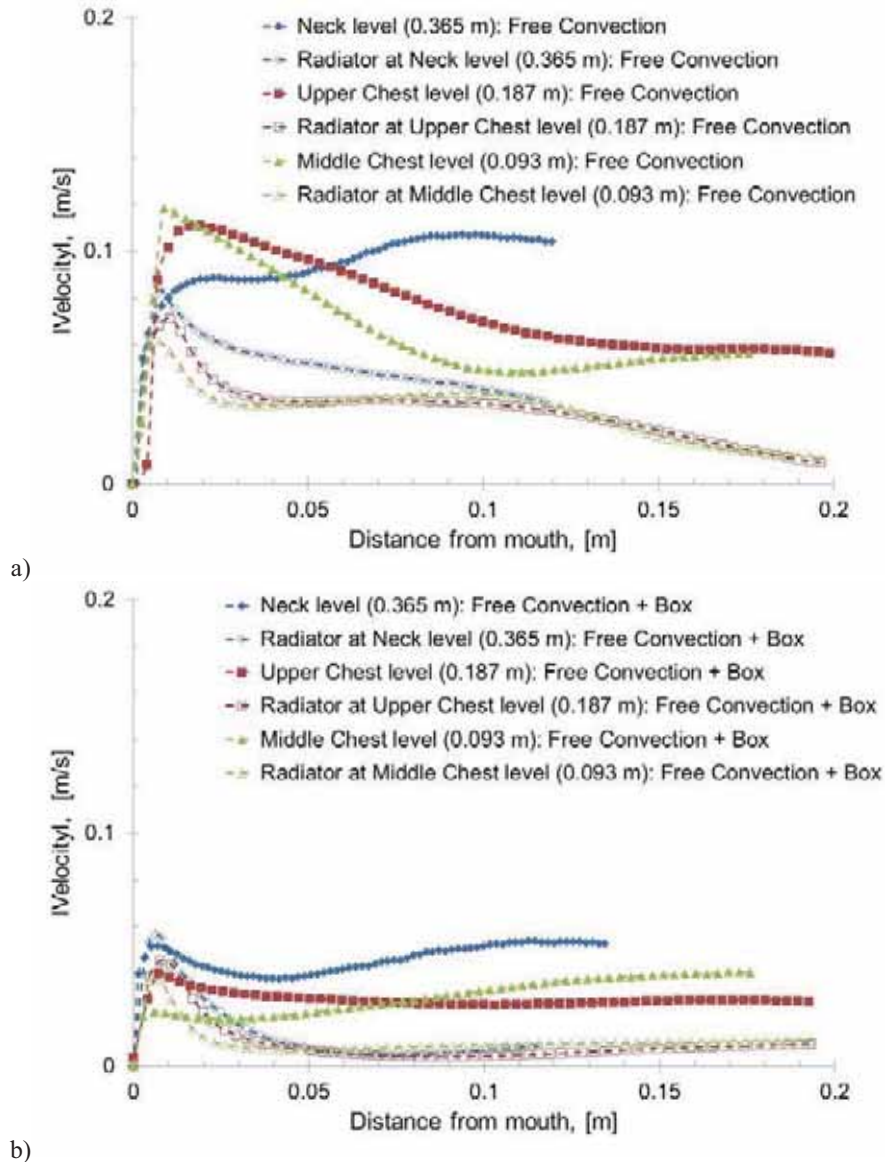 0.2
Neck level (0.365 m): Free Convection
Radiator at Neck level (0.365 m): Free Convection
Upper Chest level (0.187 m): Free Convection
Radiator at Upper Chest level (0.187 m): Free Convection
Middle Chest level (0.093 m): Free Convection
Radiator at Middle Chest level (0.093 m): Free Convection
|Velocity|, [m/s]
0.1
0
0 0.05 0.1 0.15 0.2
Distance from mouth, [m]
a)
0.2
Neck level (0.365 m): Free Convection + Box
Radiator at Neck level (0.365 m): Free Convection + Box
Upper Chest level (0.187 m): Free Convection + Box
Radiator at Upper Chest level (0.187 m): Free Convection + Box
Middle Chest level (0.093 m): Free Convection + Box
Radiator at Middle Chest level (0.093 m): Free Convection + Box
|Velocity|, [m/s]
0.1
0
0 0.05 0.1 0.15 0.2
Distance from mouth, [m]
b)